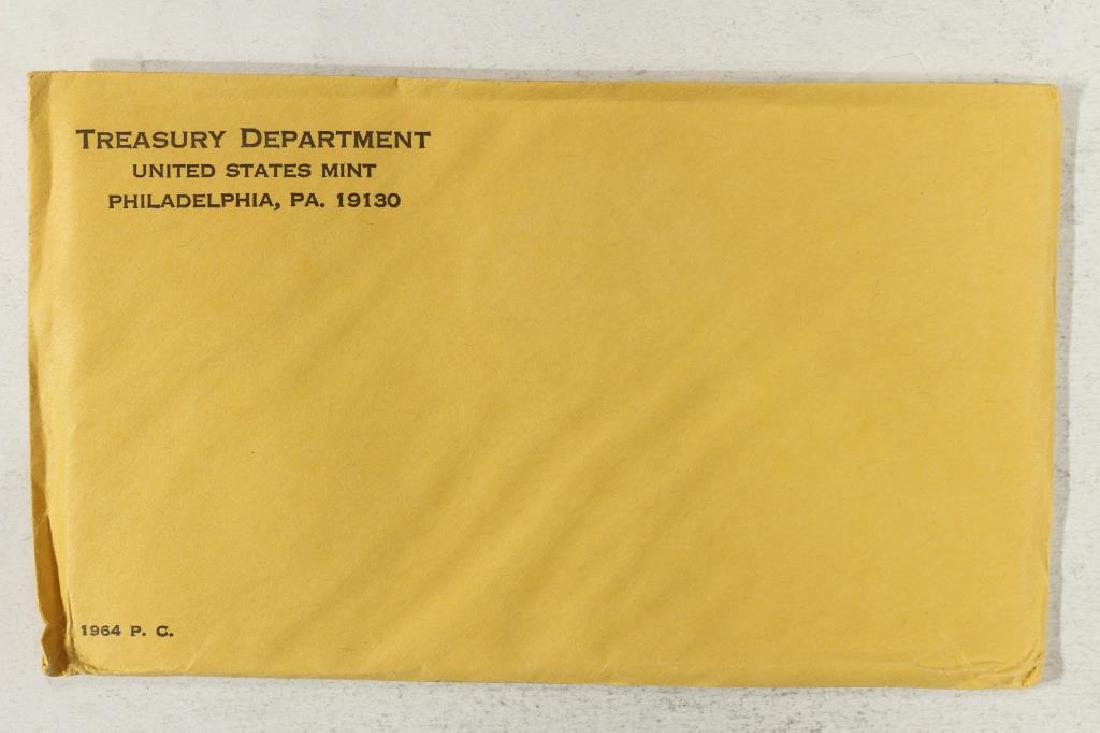 TREASURY DEPARTMENT
UNITED STATES MINT
PHILADELPHIA, PA. 19130
1964 P. C.